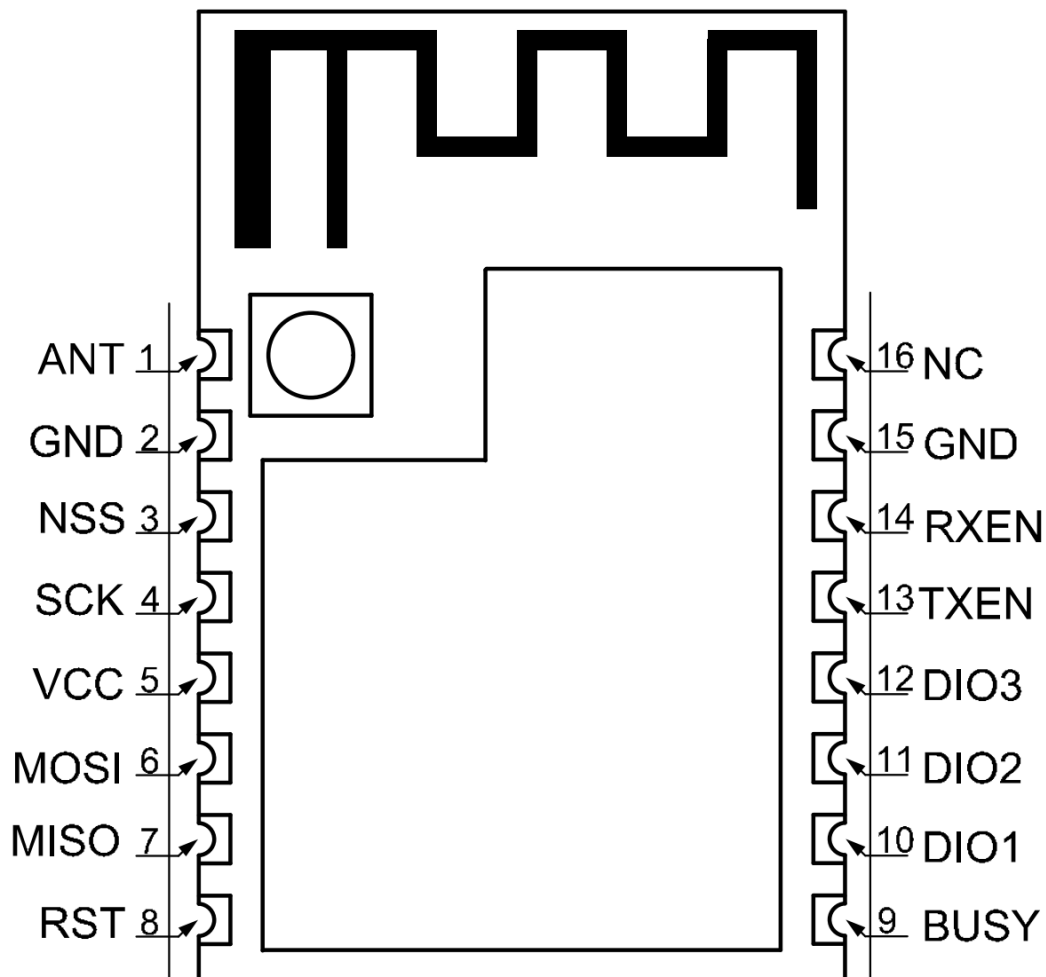 ANT 1
GND 2
NSS 3
SCK 4
VCC 5
MOSI 6
MISO 7
RST 8
16 NC
15 GND
14 RXEN
13 TXEN
12 DIO3
11 DIO2
10 DIO1
9 BUSY